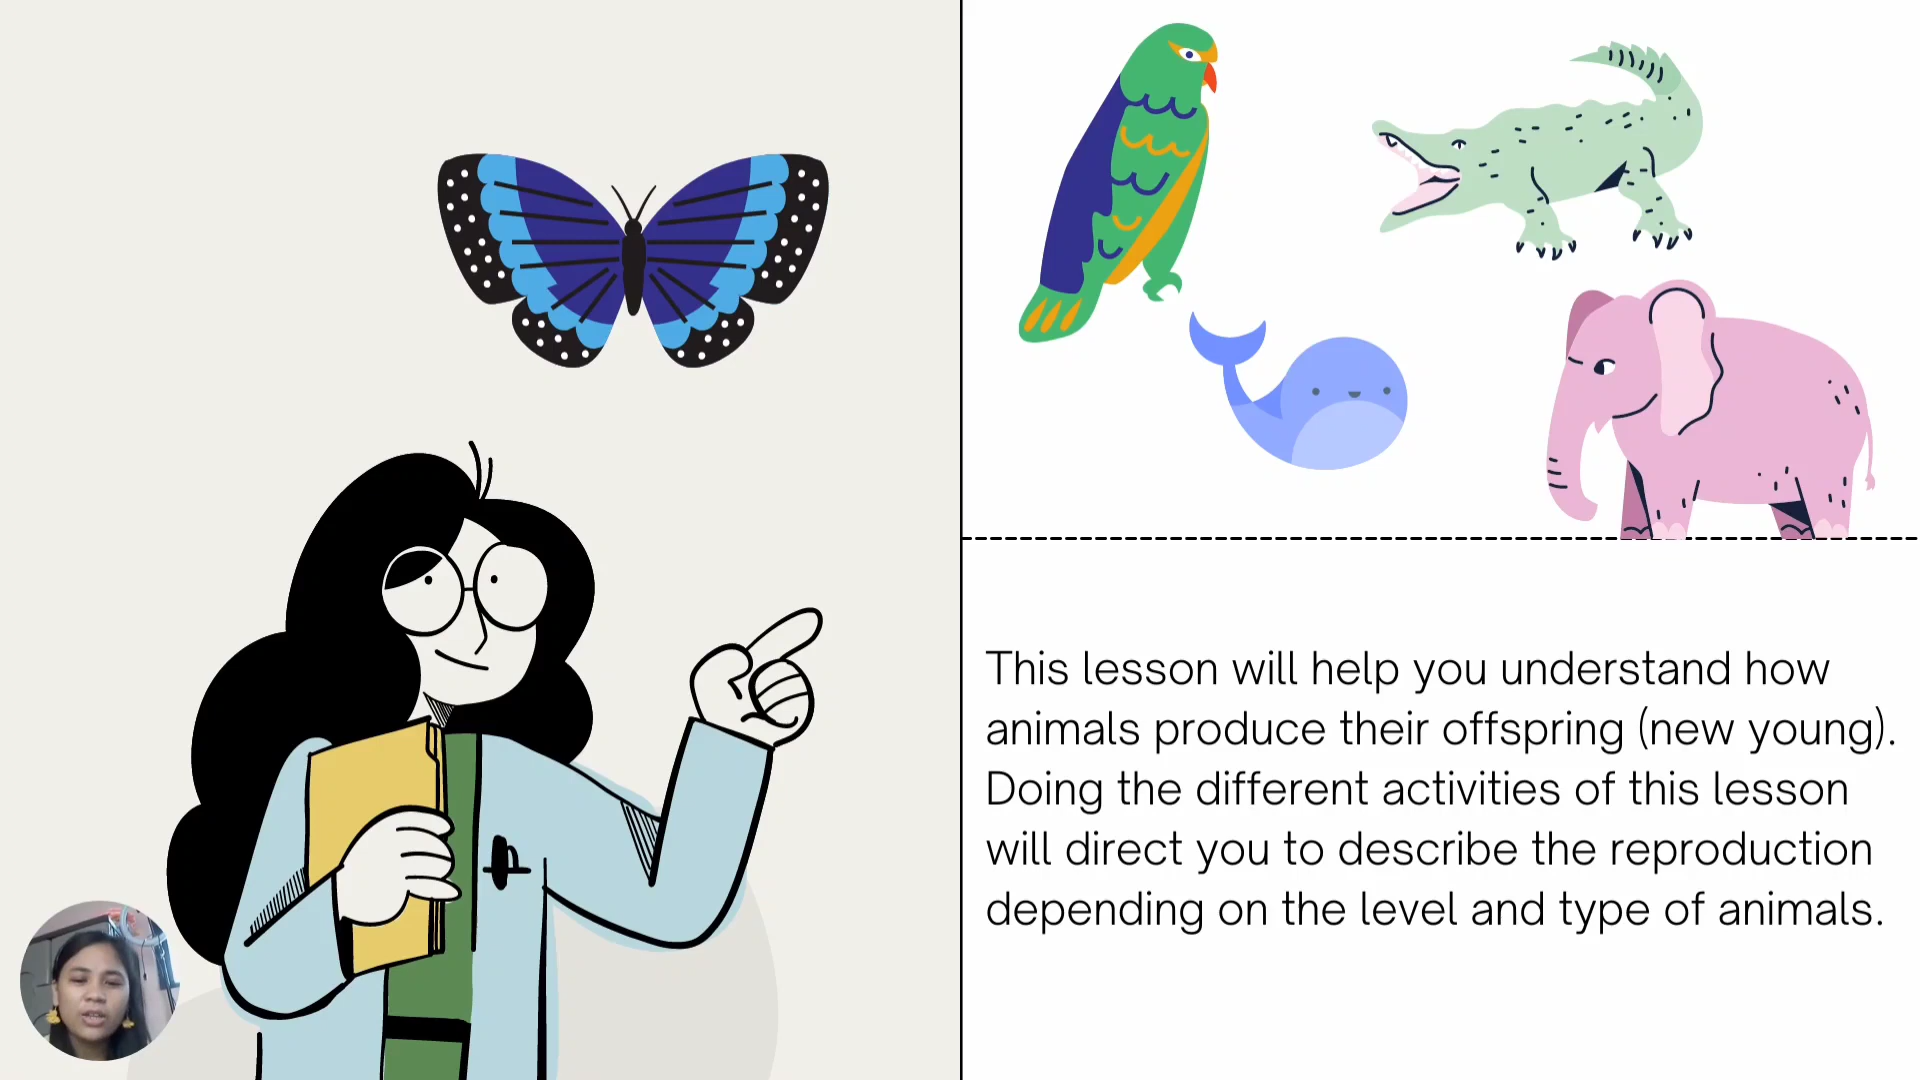 This lesson will help you understand how
animals produce their offspring (new young).
Doing the different activities of this lesson
will direct you to describe the reproduction
depending on the level and type of animals.